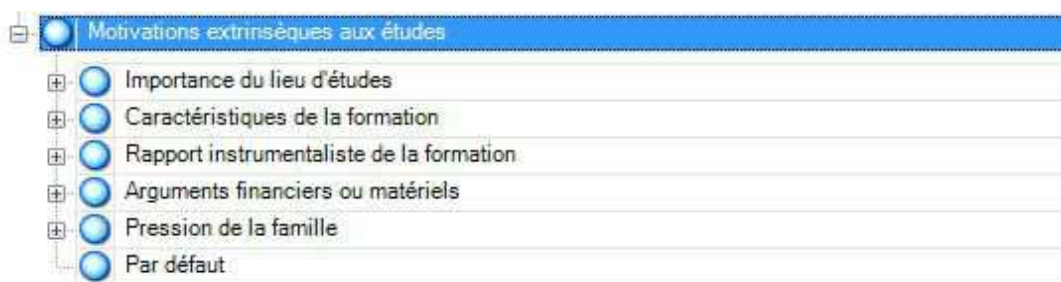 Motivations extrinsèques aux études
Importance du lieu d'études
Caractéristiques de la formation
Rapport instrumentaliste de la formation
Arguments financiers ou matériels
Pression de la famille
Par défaut